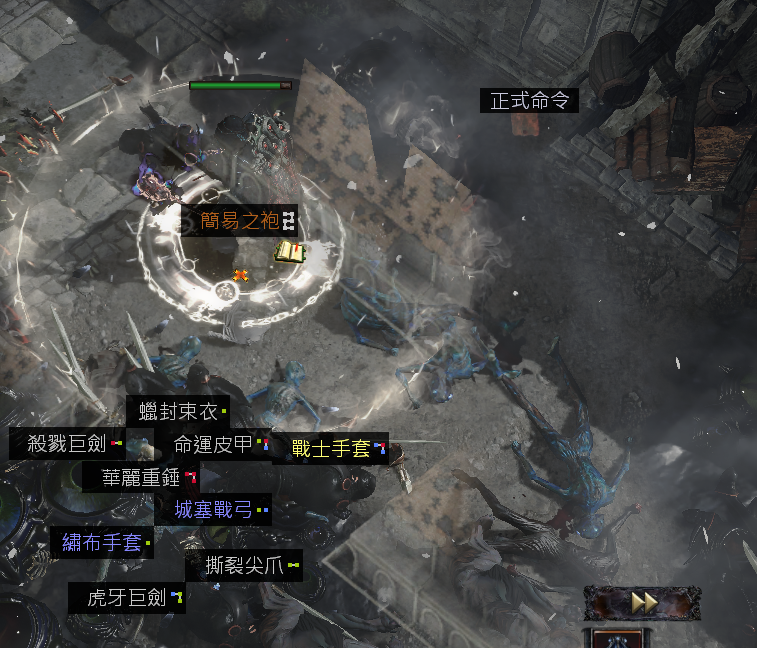 正式命令
簡易之袍
蠟封束衣
殺戮巨劍
命運皮甲
戰士手套
華麗重錘
城塞戰弓
繡布手套
撕裂尖爪
虎牙巨劍